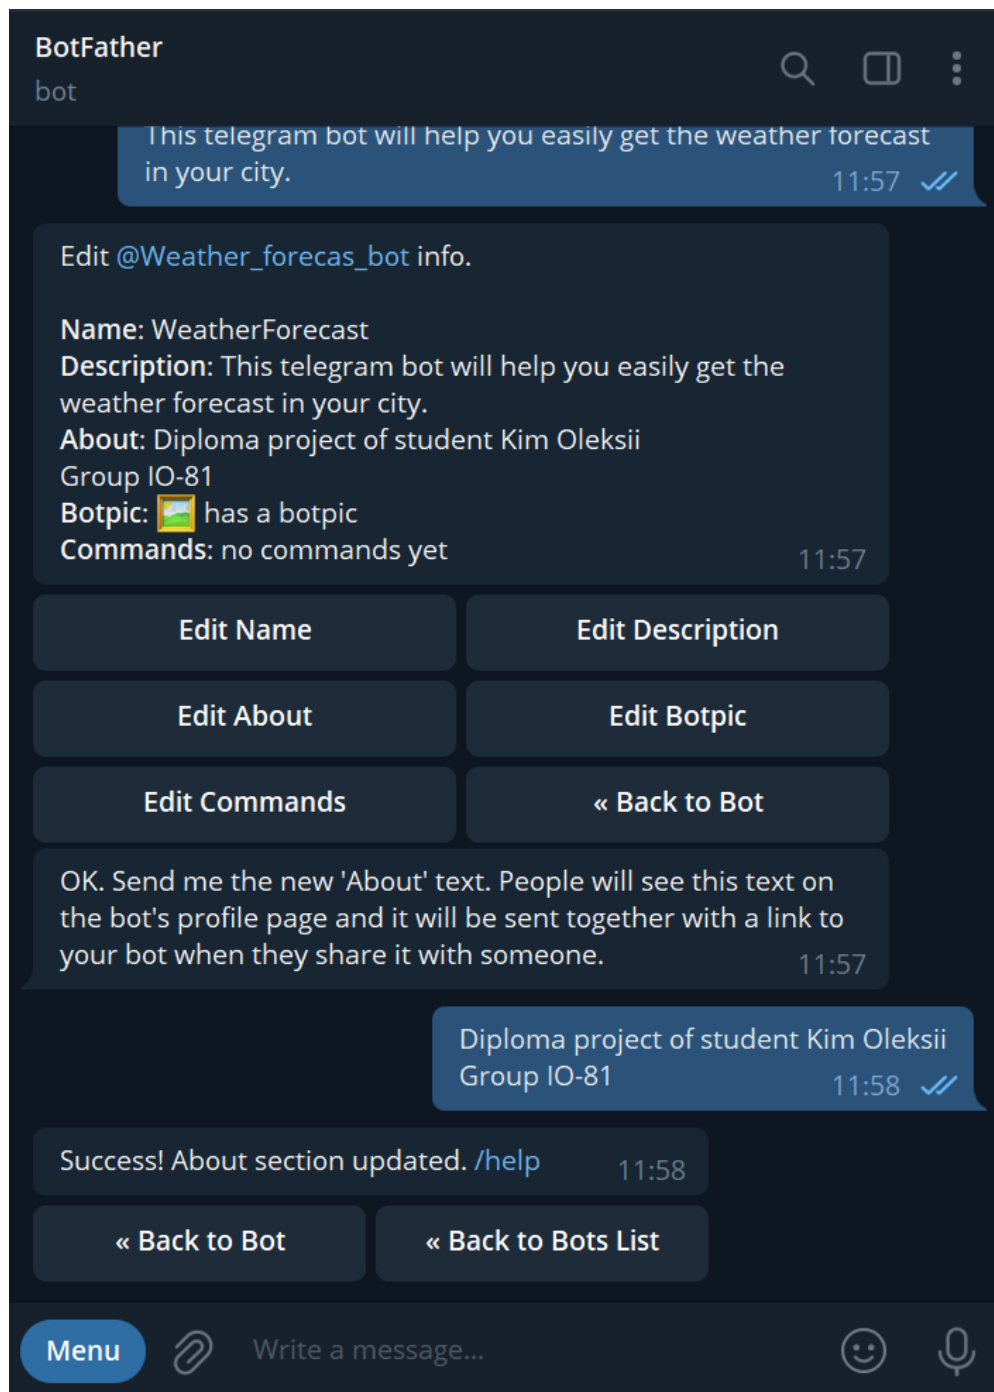 BotFather
bot
This telegram bot will help you easily get the weather forecast
in your city.
11:57
Edit @Weather_forecas_bot info.
Name: WeatherForecast
Description: This telegram bot will help you easily get the
weather forecast in your city.
About: Diploma project of student Kim Oleksii
Group IO-81
Botpic: 🖼 has a botpic
Commands: no commands yet
11:57
Edit Name
Edit Description
Edit About
Edit Botpic
Edit Commands
« Back to Bot
OK. Send me the new 'About' text. People will see this text on
the bot's profile page and it will be sent together with a link to
your bot when they share it with someone.
11:57
Diploma project of student Kim Oleksii
Group IO-81
11:58
Success! About section updated. /help
11:58
« Back to Bot
« Back to Bots List
Menu
Write a message...